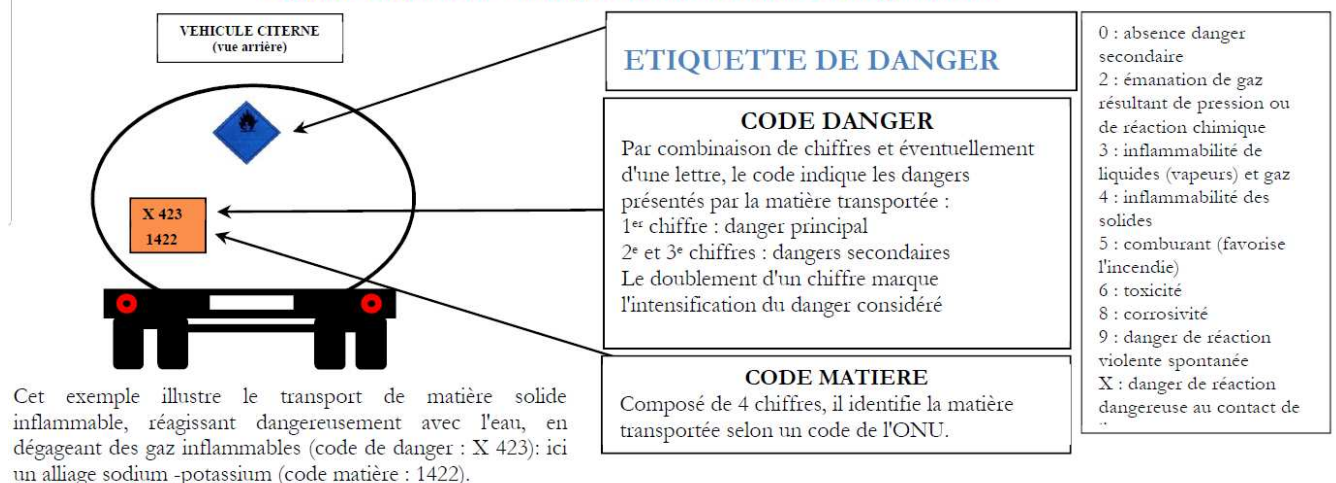 VEHICULE CITERNE
(vue arrière)
X 423
1422
Cet exemple illustre le transport de matière solide
inflammable, réagissant dangereusement avec l'eau, en
dégageant des gaz inflammables (code de danger : X 423): ici
un alliage sodium -potassium (code matière : 1422).
ETIQUETTE DE DANGER
CODE DANGER
Par combinaison de chiffres et éventuellement
d'une lettre, le code indique les dangers
présentés par la matière transportée :
1er chiffre : danger principal
2e et 3e chiffres : dangers secondaires
Le doublement d'un chiffre marque
l'intensification du danger considéré
CODE MATIERE
Composé de 4 chiffres, il identifie la matière
transportée selon un code de l'ONU.
0 : absence danger
secondaire
2 : émanation de gaz
résultant de pression ou
de réaction chimique
3 : inflammabilité de
liquides (vapeurs) et gaz
4 : inflammabilité des
solides
5 : comburant (favorise
l'incendie)
6 : toxicité
8 : corrosivité
9 : danger de réaction
violente spontanée
X : danger de réaction
dangereuse au contact de